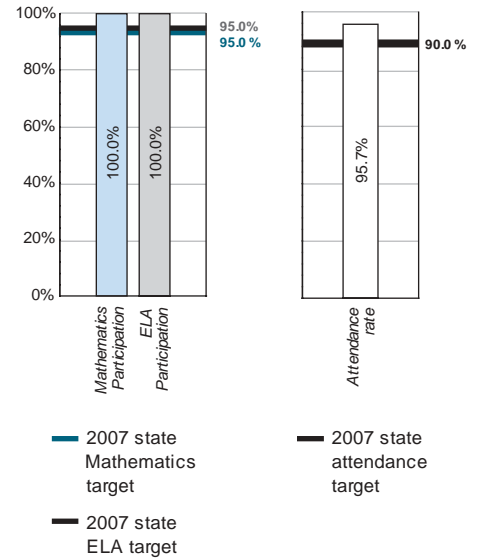 100%
80%
60%
40%
20%
0%
95.0%
95.0 %
100.0%
100.0%
Mathematics
Participation
ELA
Participation
90.0 %
95.7%
Attendance
rate
2007 state
Mathematics
target
2007 state
ELA target
2007 state
attendance
target